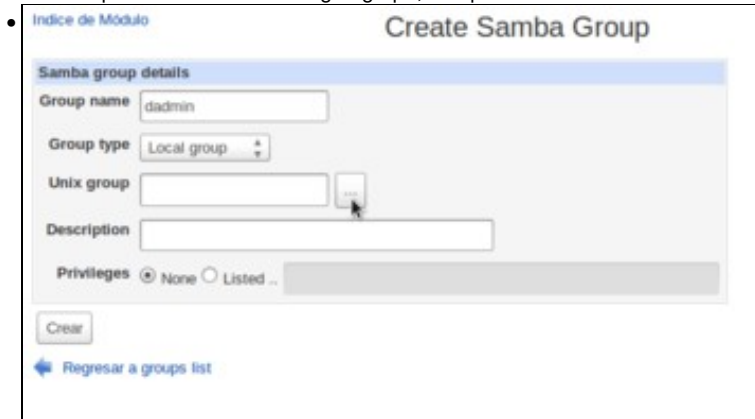 Indice de Módulo
Create Samba Group
Samba group details
Group name dadmin
Group type Local group
Unix group ...
Description
Privileges None Listed ..
Crear
Regresar a groups list